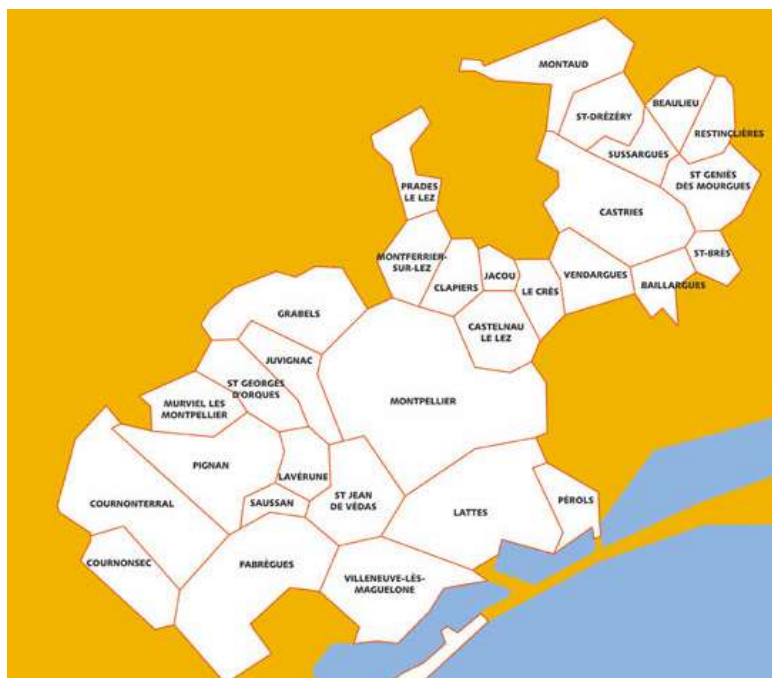 MONTAUD
BEAULIEU
ST-DRÉZÉRY
RESTINCLIÈRES
SUSSARGUES
ST GENIÈS
DES MOURGUES
PRADES
LE LEZ
CASTRIES
ST-BRÈS
MONTFERRIER-
SUR-LEZ
JACOU
VENDARGUES
CLAPIERS
LE CRÈS
BAILLARGUES
GRABELS
CASTELNAU
LE LEZ
JUVIGNAC
ST GEORGES
D'ORQUES
MONTPELLIER
MURVIEL LES
MONTPELLIER
PIGNAN
LAVÉRUNE
COURNONTERRAL
SAUSSAN
ST JEAN
DE VÉDAS
LATTES
PÉROLS
COURNONSEC
FABRÈGUES
VILLENEUVE-LÈS-
MAGUELONE